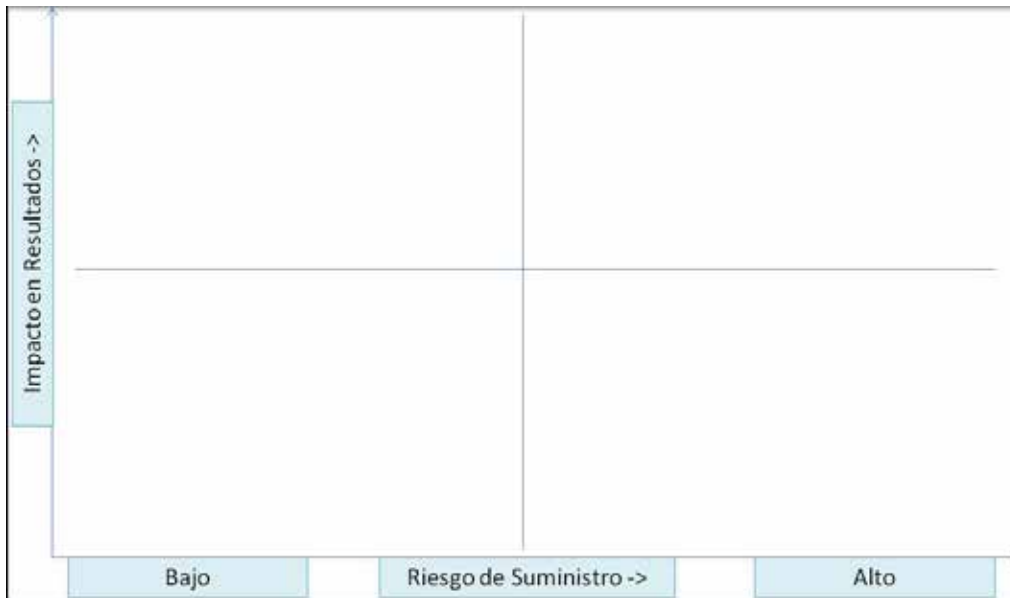 Impacto en Resultados ->
Bajo
Riesgo de Suministro ->
Alto